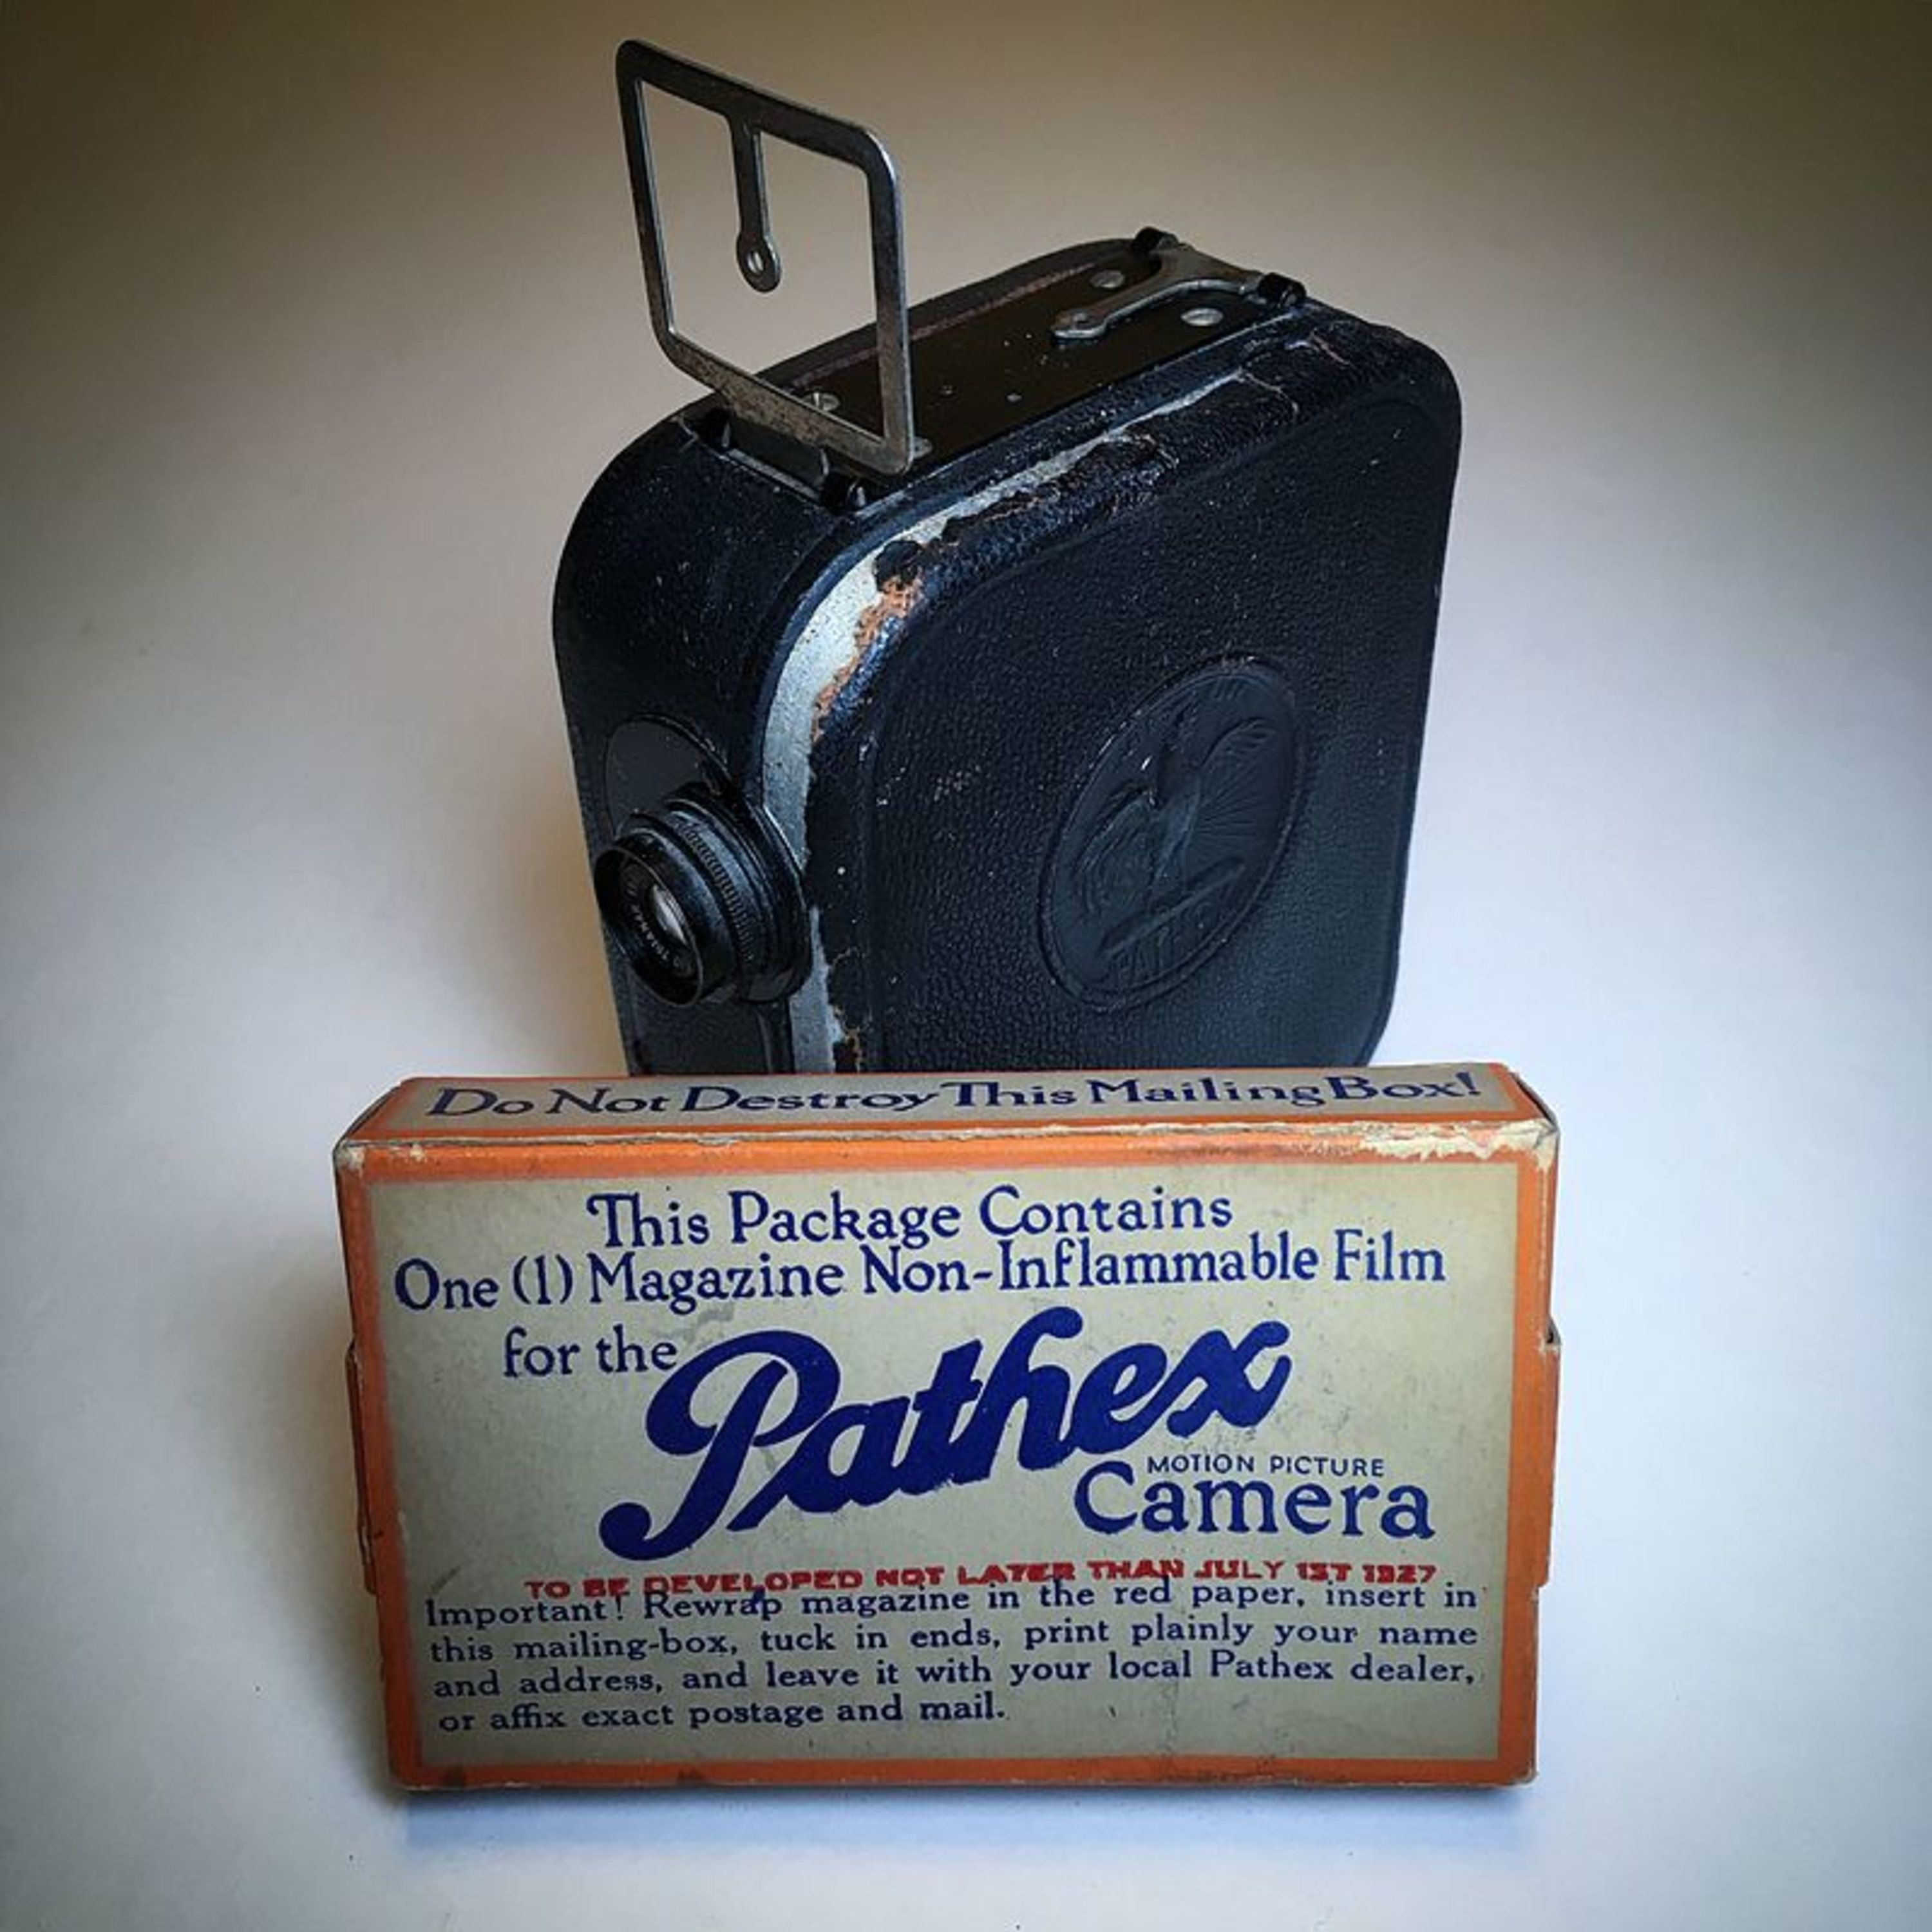 Do Not Destroy This Mailing Box!
This Package Contains
One (1) Magazine Non-Inflammable Film
for the Pathex
MOTION PICTURE
Camera
TO BE DEVELOPED NOT LATER THAN JULY 1ST 1927
Important! Rewrap magazine in the red paper, insert in
this mailing-box, tuck in ends, print plainly your name
and address, and leave it with your local Pathex dealer,
or affix exact postage and mail.